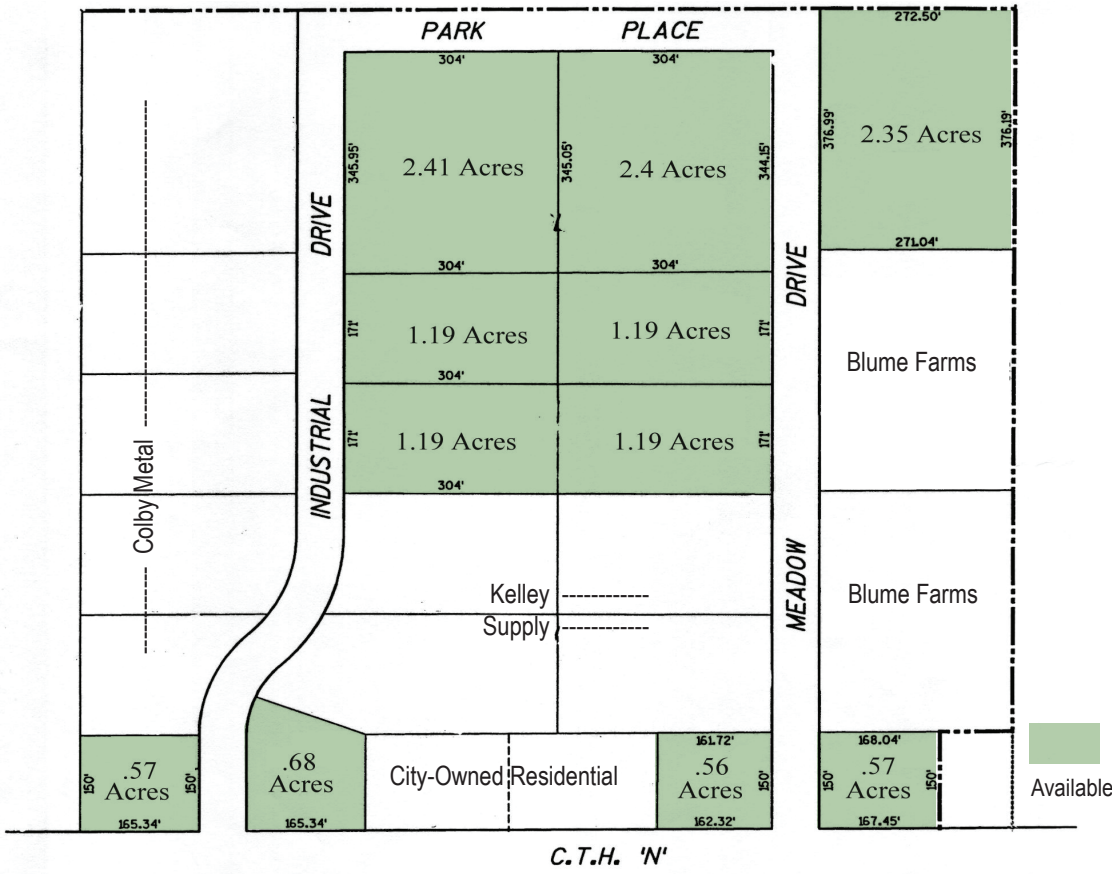 272.50'
PARK PLACE
304' 304'
345.95' 2.41 Acres 345.05' 2.4 Acres 344.15' 376.99' 2.35 Acres 376.19'
DRIVE
271.04'
304' 304'
DRIVE
171' 1.19 Acres 1.19 Acres 171'
304'
Blume Farms
171' 1.19 Acres 1.19 Acres 171'
INDUSTRIAL
304'
Colby Metal
Kelley
Supply
MEADOW
Blume Farms
161.72' 168.04'
150' .57
Acres 150'
165.34'
.68
Acres
165.34'
City-Owned Residential
.56
Acres 150'
162.32'
150' .57
Acres 150'
167.45'
Available
C.T.H. 'N'